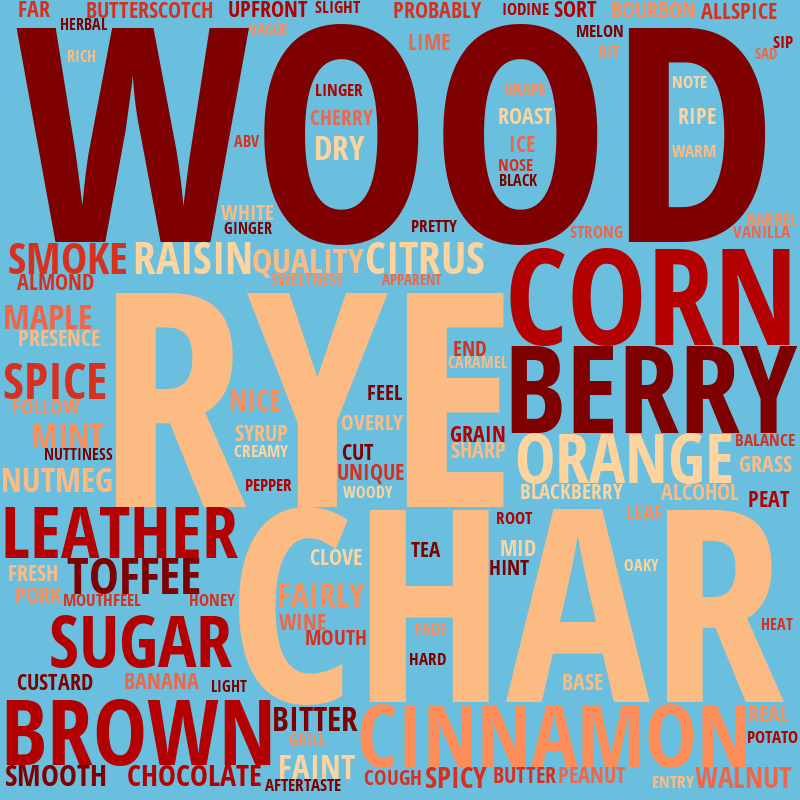 FAR BUTTERSCOTCH UPFRONT SLIGHT PROBABLY IODINE SORT BOURBON ALLSPICE
HERBAL VAGUE MELON
LIME SIP
RICH BIT SAD
WOOD
LINGER GRAPE NOTE
CHERRY ROAST RIPE
ABV DRY ICE WARM
NOSE
BLACK
WHITE BARREL
GINGER PRETTY STRONG VANILLA
SMOKE RAISIN QUALITY CITRUS
ALMOND SWEETNESS APPARENT
CORN
MAPLE
PRESENCE
RYE
END
CARAMEL
BERRY
SPICE
FOLLOW NICE FEEL
MINT SYRUP OVERLY GRAIN
NUTTINESS CREAMY CUT SHARP
ORANGE BALANCE
NUTMEG UNIQUE GRASS
PEPPER WOODY BLACKBERRY ALCOHOL PEAT
LEATHER
ROOT LEAF
CHAR
CLOVE TEA MID
FRESH TOFFEE HINT OAKY
PORK MOUTHFEEL HONEY FAIRLY
WINE FADE HEAT
SUGAR MOUTH
HARD
CUSTARD BANANA LIGHT BASE
BROWN BITTER CINNAMON REAL
GRILL POTATO
SMOOTH CHOCOLATE FAINT COUGH SPICY BUTTER PEANUT ENTRY WALNUT
AFTERTASTE